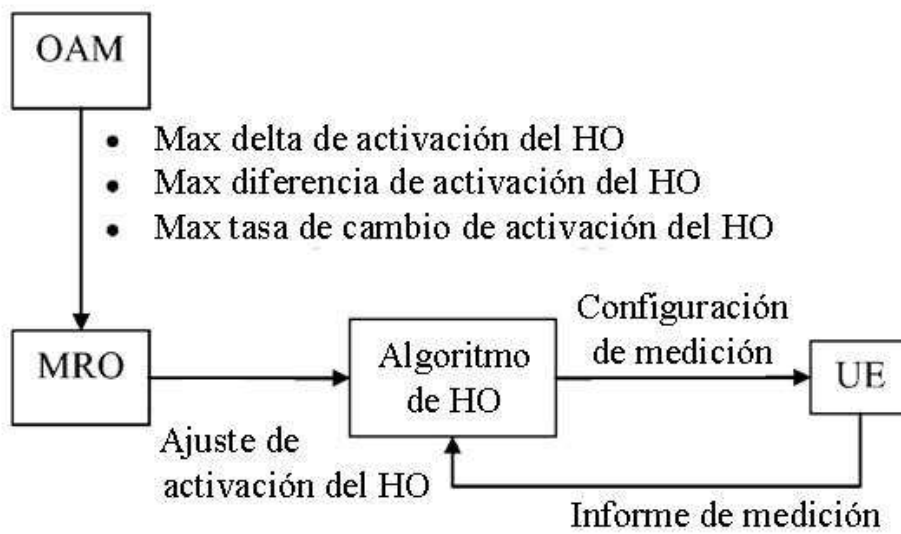 OAM
• Max delta de activación del HO
• Max diferencia de activación del HO
• Max tasa de cambio de activación del HO
MRO
Ajuste de
activación del HO
Algoritmo
de HO
Configuración
de medición
UE
Informe de medición